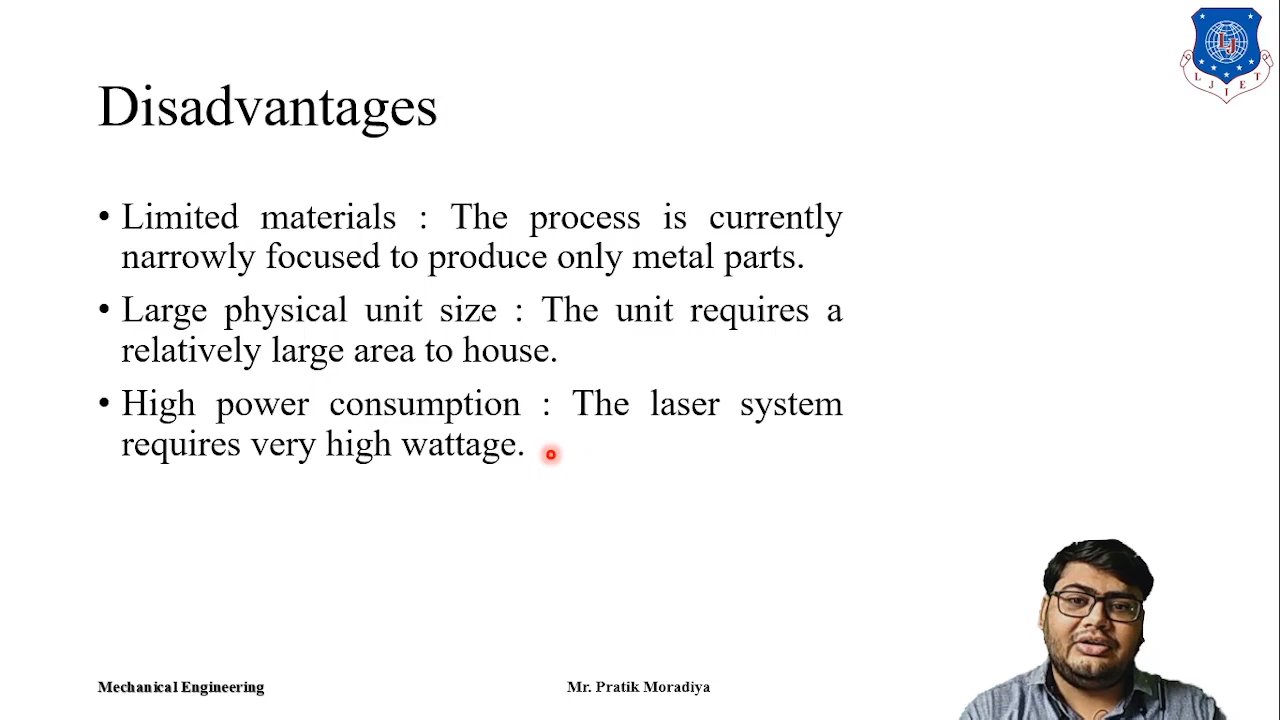 LJ
L J I E T
Disadvantages
• Limited materials : The process is currently
narrowly focused to produce only metal parts.
• Large physical unit size : The unit requires a
relatively large area to house.
• High power consumption : The laser system
requires very high wattage.
Mechanical Engineering
Mr. Pratik Moradiya